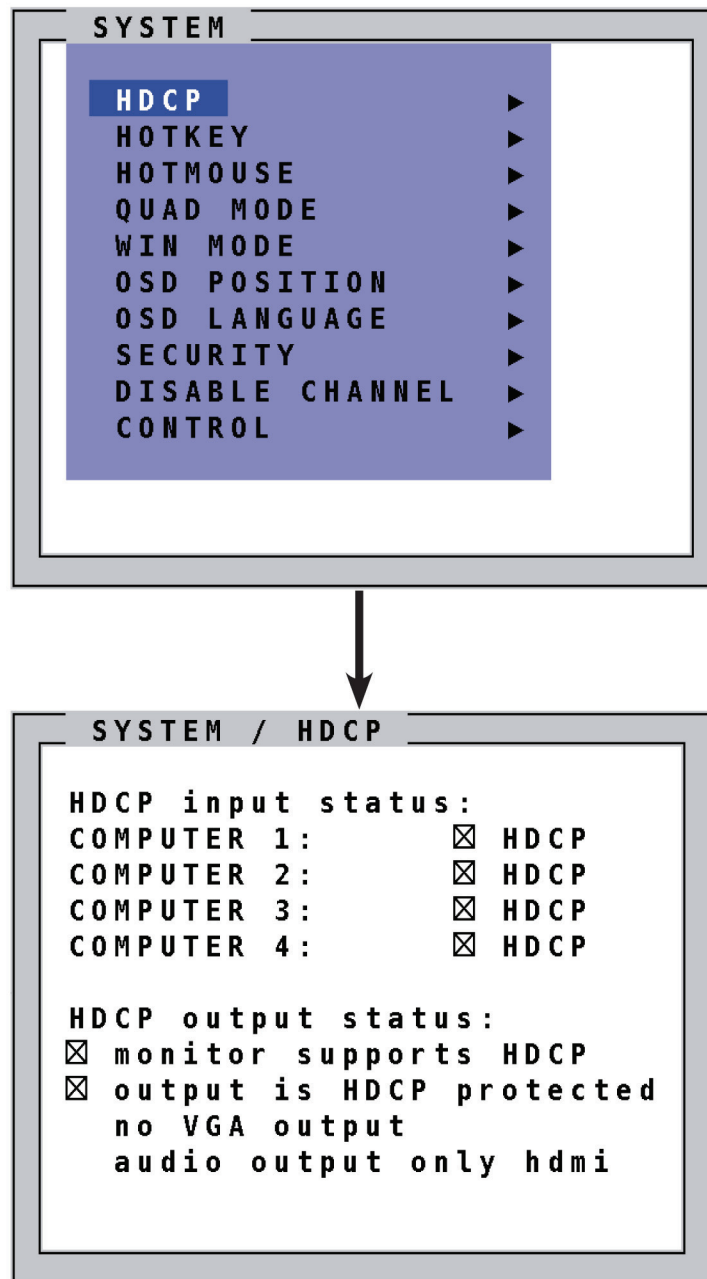 SYSTEM
HDCP ▶
HOTKEY ▶
HOTMOUSE ▶
QUAD MODE ▶
WIN MODE ▶
OSD POSITION ▶
OSD LANGUAGE ▶
SECURITY ▶
DISABLE CHANNEL ▶
CONTROL ▶
SYSTEM / HDCP
HDCP input status:
COMPUTER 1: ☒ HDCP
COMPUTER 2: ☒ HDCP
COMPUTER 3: ☒ HDCP
COMPUTER 4: ☒ HDCP
HDCP output status:
☒ monitor supports HDCP
☒ output is HDCP protected
no VGA output
audio output only hdmi